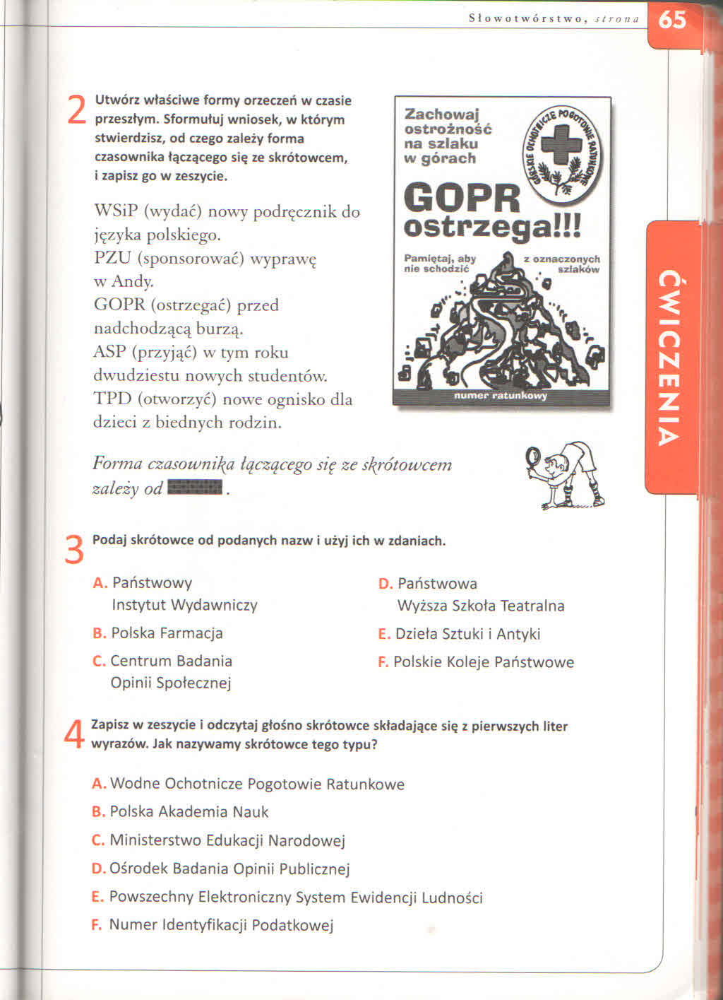 Słowotwórstwo, strona 65
2 Utwórz właściwe formy orzeczeń w czasie
przeszłym. Sformułuj wniosek, w którym
stwierdzisz, od czego zależy forma
czasownika łączącego się ze skrótowcem,
i zapisz go w zeszycie.
WSiP (wydać) nowy podręcznik do
języka polskiego.
PZU (sponsorować) wyprawę
w Andy.
GOPR (ostrzegać) przed
nadchodzącą burzą.
ASP (przyjąć) w tym roku
dwudziestu nowych studentów.
TPD (otworzyć) nowe ognisko dla
dzieci z biednych rodzin.
Zachowaj
ostrożność
na szlaku
w górach
GÓRSKIE OCHOTNICZE POGOTOWIE RATUNKOWE
GOPR
ostrzega!!!
Pamiętaj, aby
nie schodzić
z oznaczonych
szlaków
numer ratunkowy
Forma czasownika łączącego się ze skrótowcem
zależy od .
ĆWICZENIA
3 Podaj skrótowce od podanych nazw i użyj ich w zdaniach.
A. Państwowy
Instytut Wydawniczy
B. Polska Farmacja
C. Centrum Badania
Opinii Społecznej
D. Państwowa
Wyższa Szkoła Teatralna
E. Dzieła Sztuki i Antyki
F. Polskie Koleje Państwowe
4 Zapisz w zeszycie i odczytaj głośno skrótowce składające się z pierwszych liter
wyrazów. Jak nazywamy skrótowce tego typu?
A. Wodne Ochotnicze Pogotowie Ratunkowe
B. Polska Akademia Nauk
C. Ministerstwo Edukacji Narodowej
D. Ośrodek Badania Opinii Publicznej
E. Powszechny Elektroniczny System Ewidencji Ludności
F. Numer Identyfikacji Podatkowej